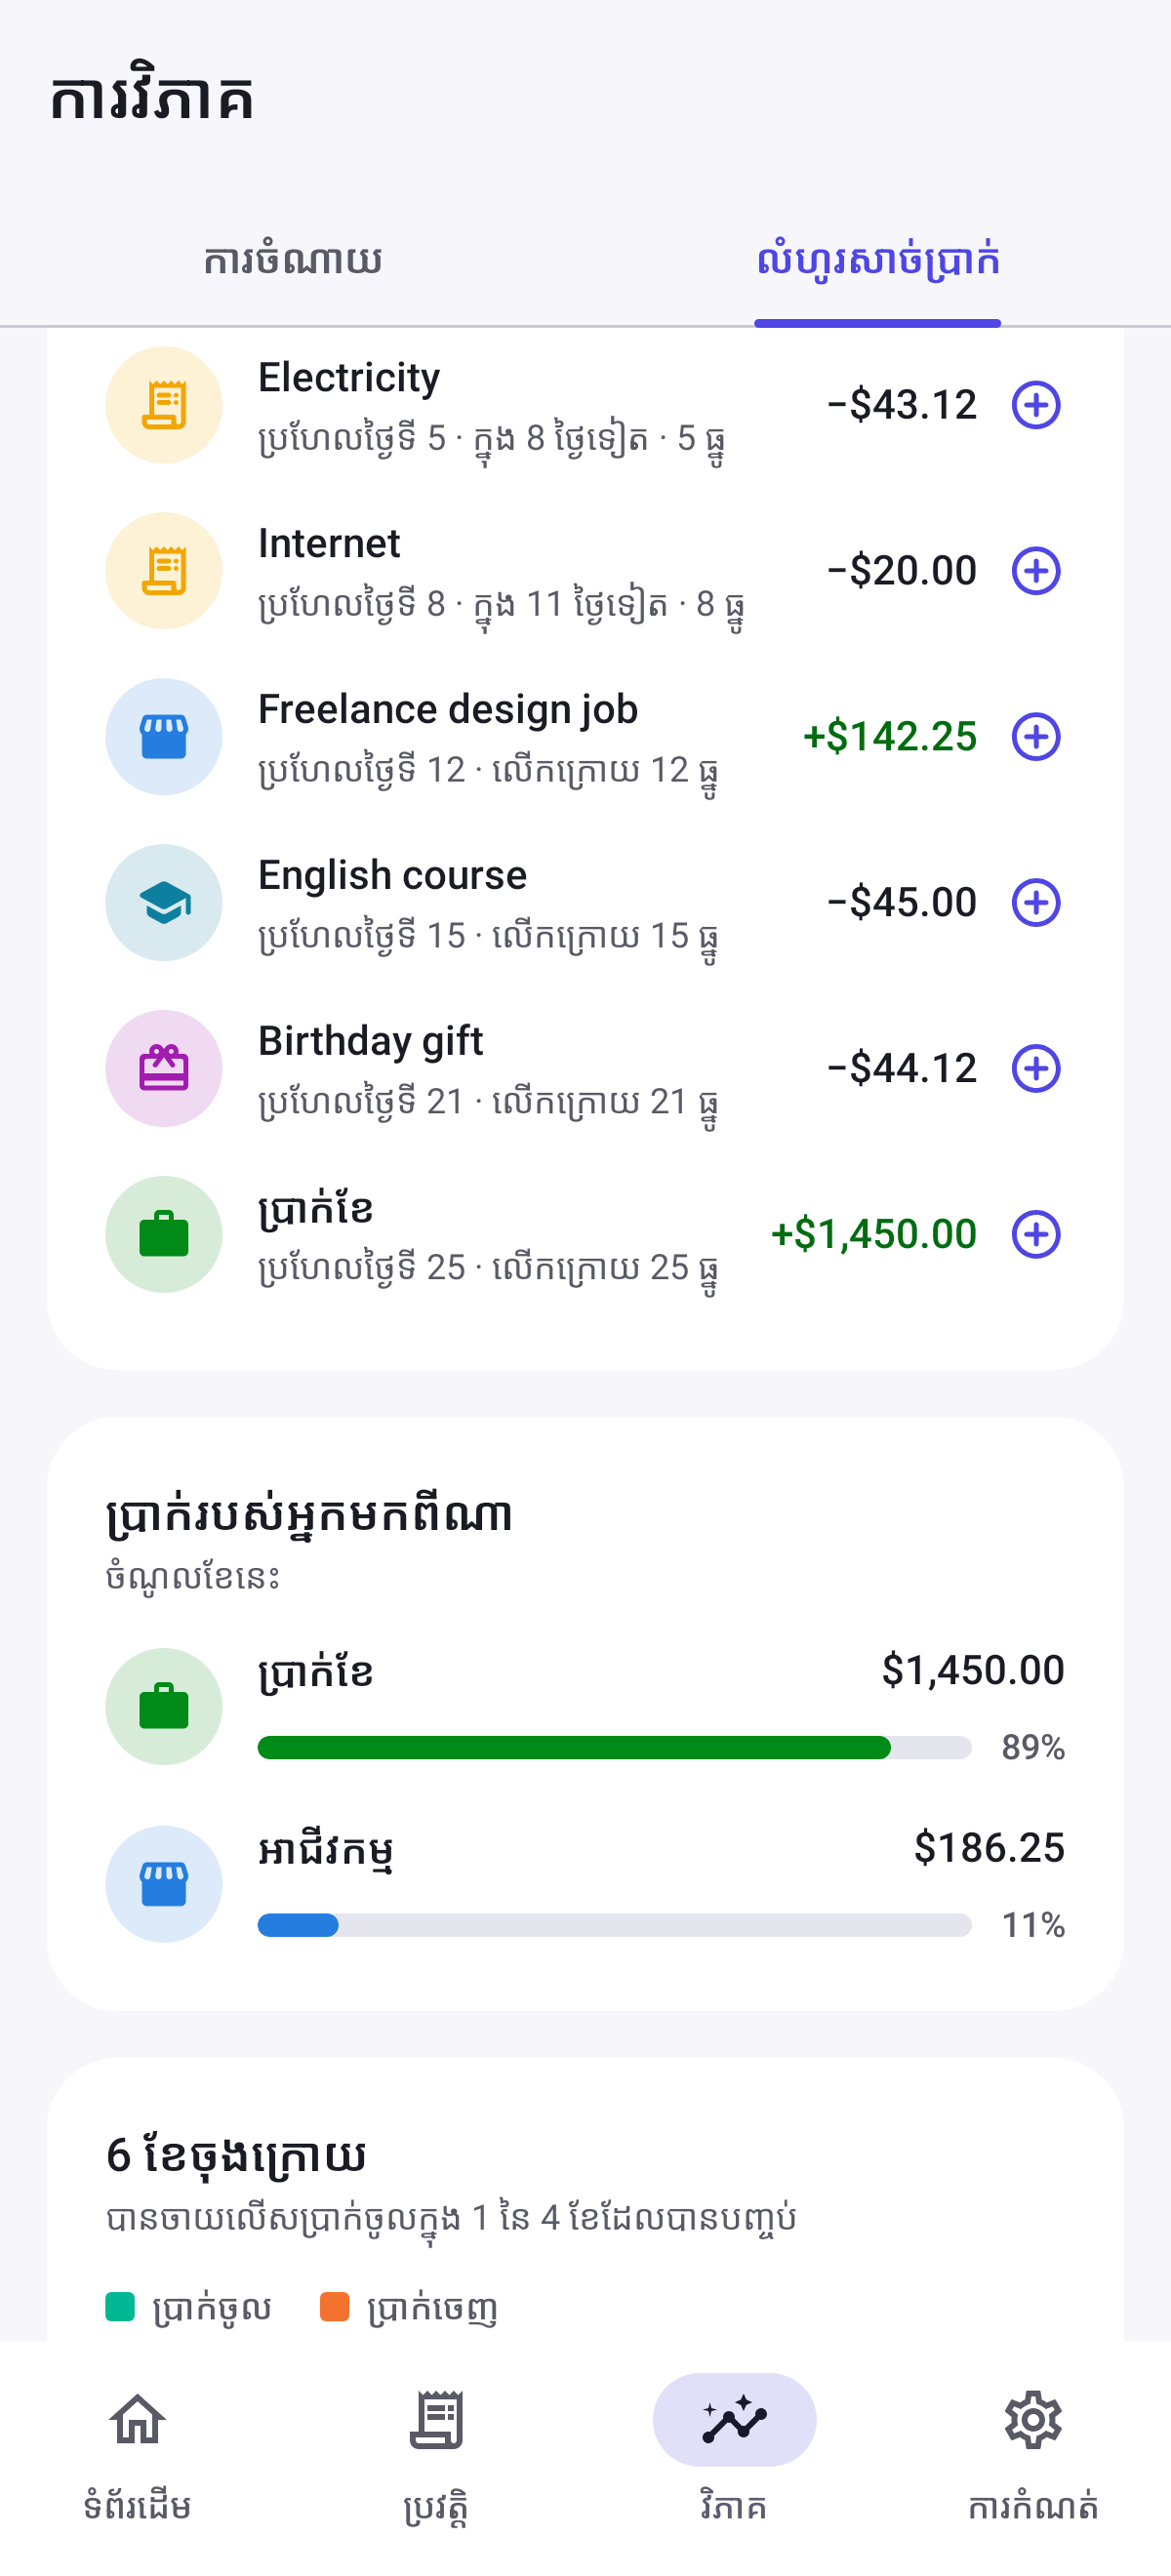 ការវិភាគ
ការចំណាយ
លំហូរសាច់ប្រាក់
Electricity
−$43.12
ប្រហែលថ្ងៃទី 5 · ក្នុង 8 ថ្ងៃទៀត · 5 ធ្នូ
Internet
−$20.00
ប្រហែលថ្ងៃទី 8 · ក្នុង 11 ថ្ងៃទៀត · 8 ធ្នូ
Freelance design job
+$142.25
ប្រហែលថ្ងៃទី 12 · លើកក្រោយ 12 ធ្នូ
English course
−$45.00
ប្រហែលថ្ងៃទី 15 · លើកក្រោយ 15 ធ្នូ
Birthday gift
−$44.12
ប្រហែលថ្ងៃទី 21 · លើកក្រោយ 21 ធ្នូ
ប្រាក់ខែ
+$1,450.00
ប្រហែលថ្ងៃទី 25 · លើកក្រោយ 25 ធ្នូ
ប្រាក់របស់អ្នកមកពីណា
ចំណូលខែនេះ
ប្រាក់ខែ
$1,450.00
89%
អាជីវកម្ម
$186.25
11%
6 ខែចុងក្រោយ
បានចាយលើសប្រាក់ចូលក្នុង 1 នៃ 4 ខែដែលបានបញ្ចប់
ប្រាក់ចូល
ប្រាក់ចេញ
ទំព័រដើម
ប្រវត្តិ
វិភាគ
ការកំណត់